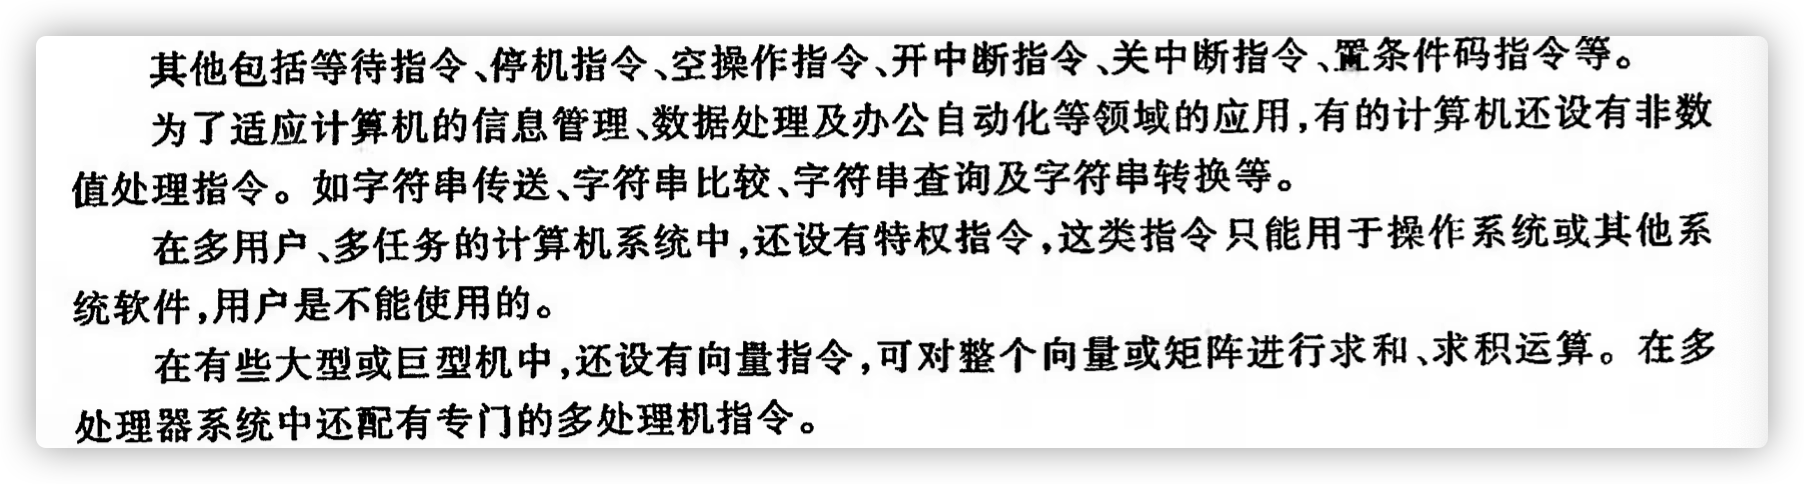 其他包括等待指令、停机指令、空操作指令、开中断指令、关中断指令、置条件码指令等。
为了适应计算机的信息管理、数据处理及办公自动化等领域的应用,有的计算机还设有非数
值处理指令。如字符串传送、字符串比较、字符串查询及字符串转换等。
在多用户、多任务的计算机系统中,还设有特权指令,这类指令只能用于操作系统或其他系
统软件,用户是不能使用的。
在有些大型或巨型机中,还设有向量指令,可对整个向量或矩阵进行求和、求积运算。在多
处理器系统中还配有专门的多处理机指令。